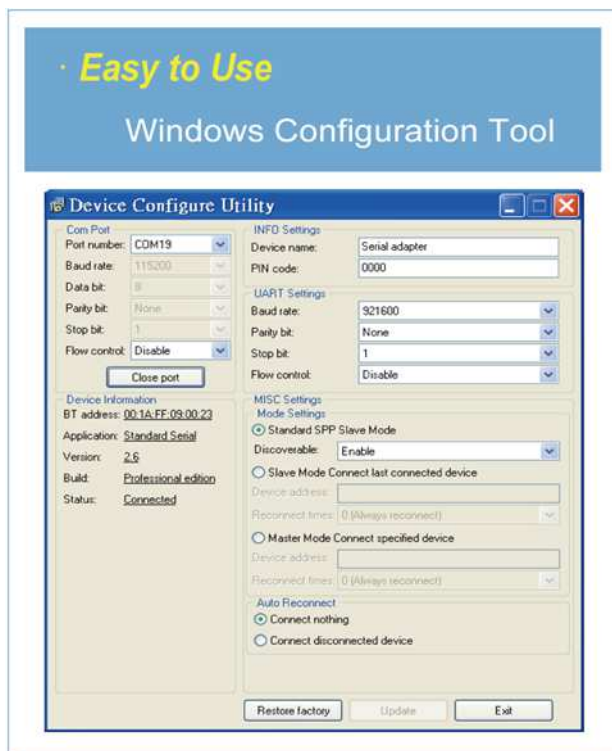 · Easy to Use
Windows Configuration Tool
Device Configure Utility
Com Port
Port number: COM19
Baud rate: 115200
Data bit: 8
Parity bit: None
Stop bit: 1
Flow control: Disable
Close port
Device Information
BT address: 00:1A:FF:09:00:23
Application: Standard Serial
Version: 2.6
Build: Professional edition
Status: Connected
INFO Settings
Device name: Serial adapter
PIN code: 0000
UART Settings
Baud rate: 921600
Parity bit: None
Stop bit: 1
Flow control: Disable
MISC Settings
Mode Settings
Standard SPP Slave Mode
Discoverable: Enable
Slave Mode Connect last connected device
Device address:
Reconnect times: 0 (Always reconnect)
Master Mode Connect specified device
Device address:
Reconnect times: 0 (Always reconnect)
Auto Reconnect
Connect nothing
Connect disconnected device
Restore factory
Update
Exit